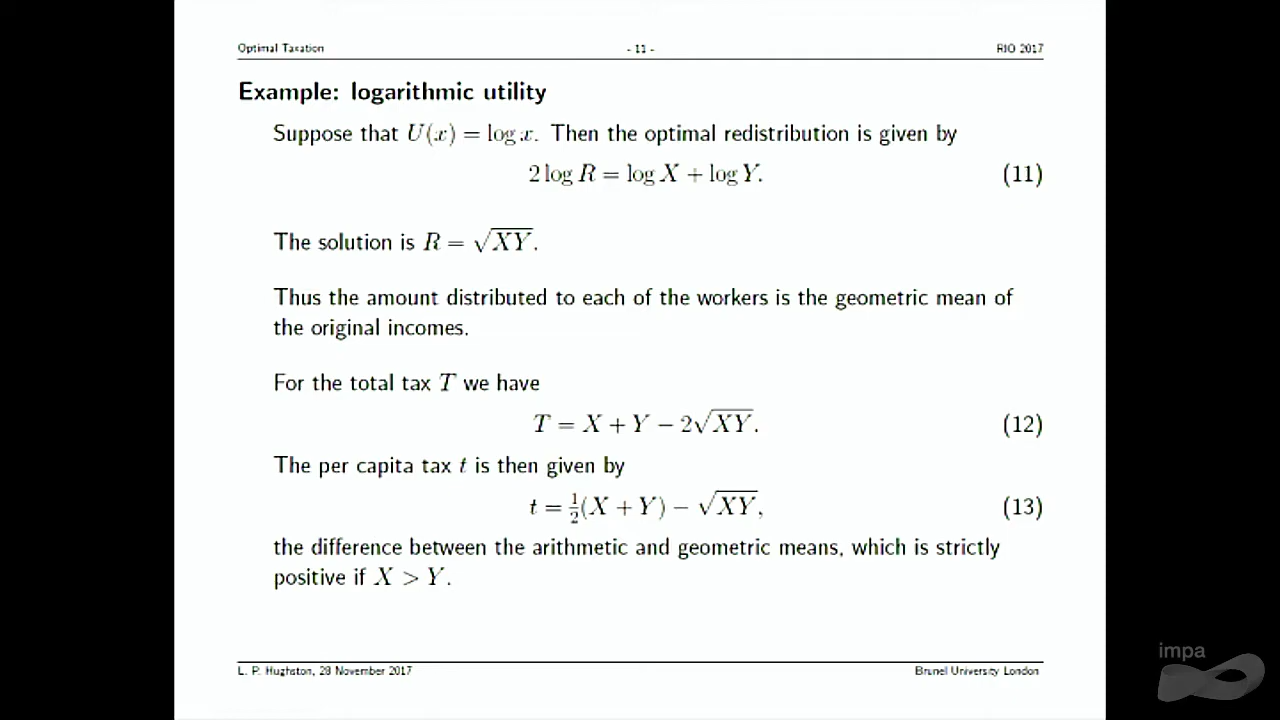 Optimal Taxation - 11 - RIO 2017
Example: logarithmic utility
Suppose that U(x) = log x. Then the optimal redistribution is given by
2 log R = log X + log Y. (11)
The solution is R = √XY.
Thus the amount distributed to each of the workers is the geometric mean of
the original incomes.
For the total tax T we have
T = X + Y − 2√XY. (12)
The per capita tax t is then given by
t = ½(X + Y) − √XY, (13)
the difference between the arithmetic and geometric means, which is strictly
positive if X > Y.
L. P. Hughston, 28 November 2017 Brunel University London
impa